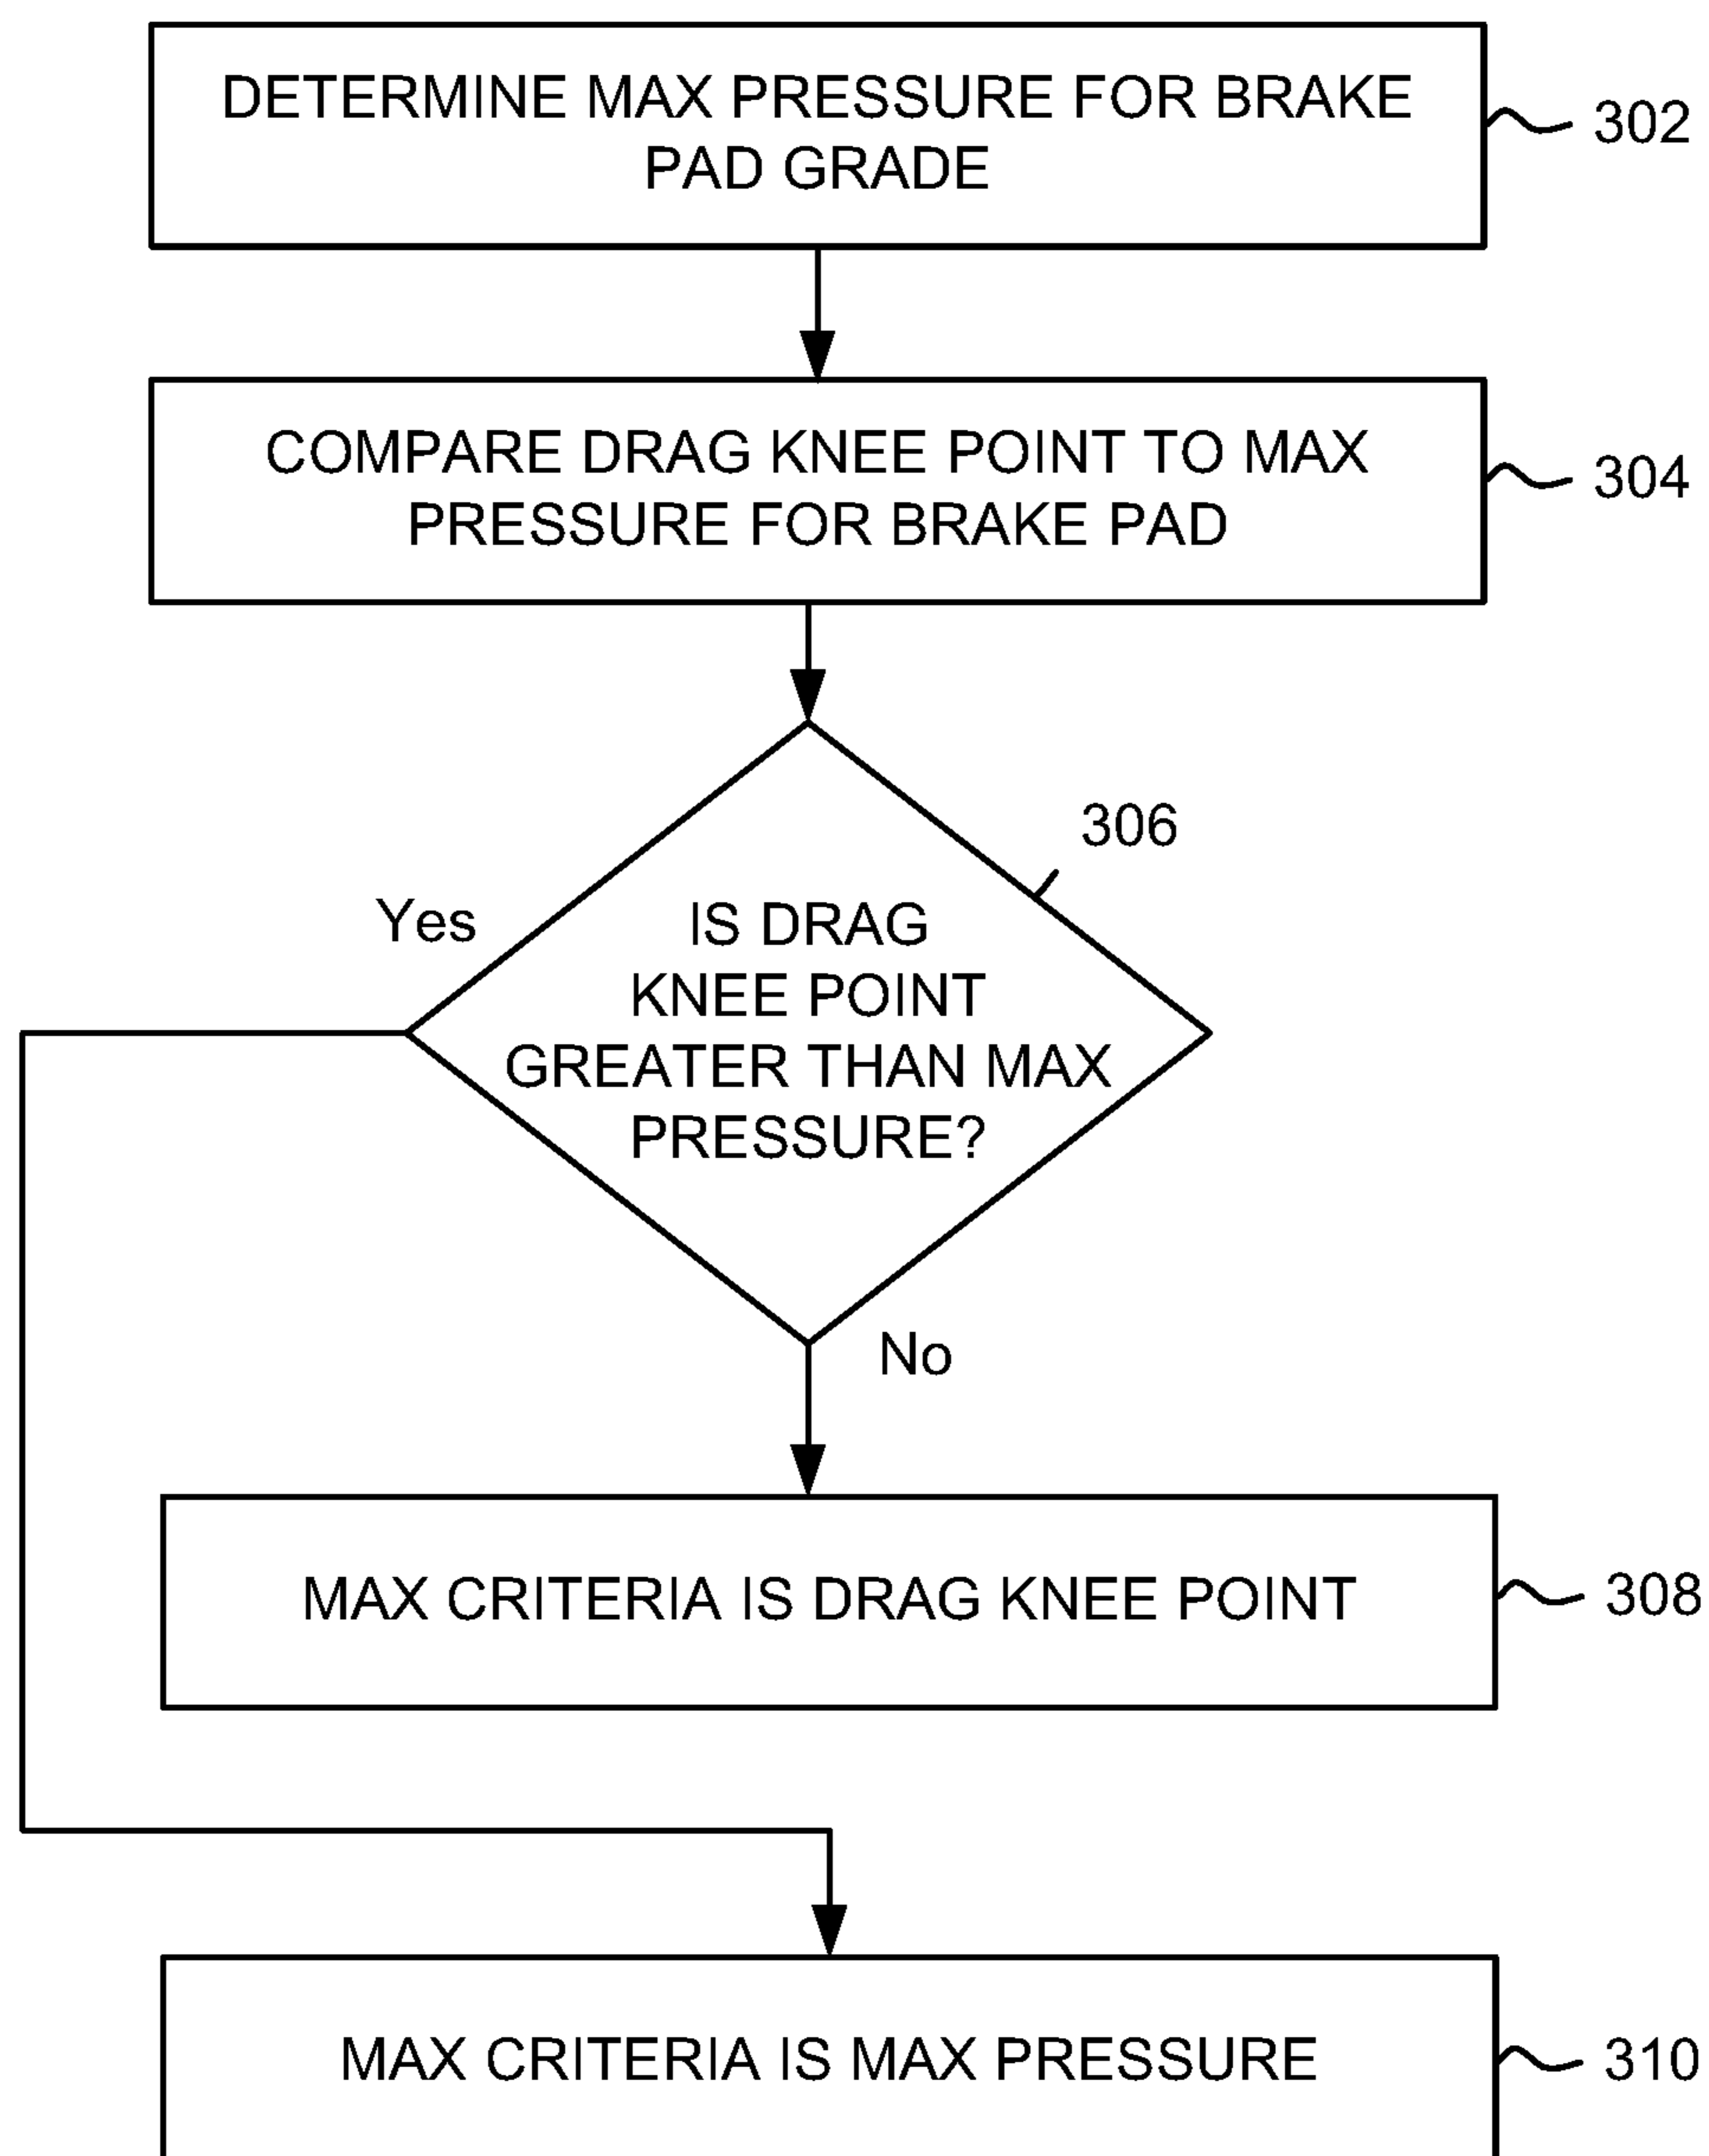 DETERMINE MAX PRESSURE FOR BRAKE
PAD GRADE
302
COMPARE DRAG KNEE POINT TO MAX
PRESSURE FOR BRAKE PAD
304
306
Yes
IS DRAG
KNEE POINT
GREATER THAN MAX
PRESSURE?
No
MAX CRITERIA IS DRAG KNEE POINT
308
MAX CRITERIA IS MAX PRESSURE
310